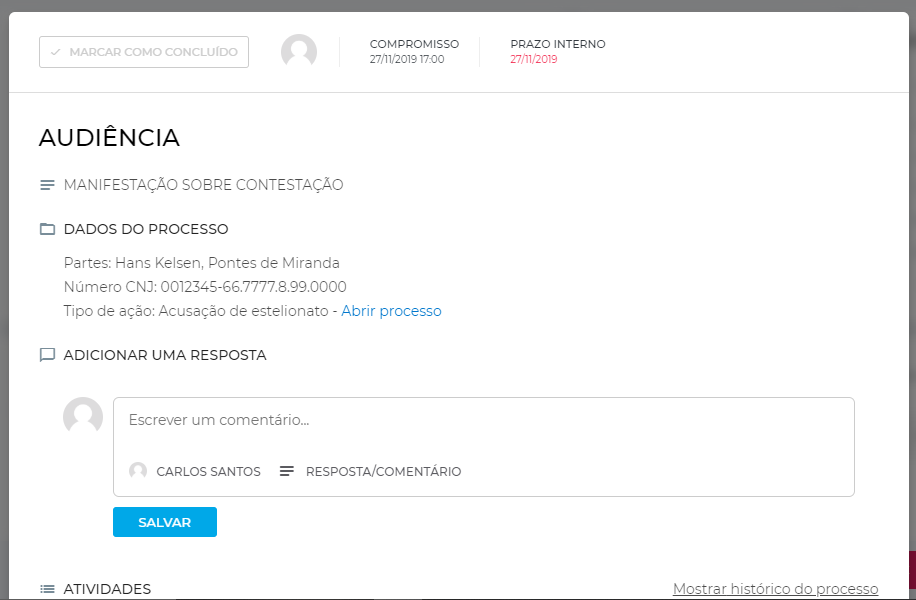 MARCAR COMO CONCLUÍDO
COMPROMISSO
27/11/2019 17:00
PRAZO INTERNO
27/11/2019
AUDIÊNCIA
MANIFESTAÇÃO SOBRE CONTESTAÇÃO
DADOS DO PROCESSO
Partes: Hans Kelsen, Pontes de Miranda
Número CNJ: 0012345-66.7777.8.99.0000
Tipo de ação: Acusação de estelionato - Abrir processo
ADICIONAR UMA RESPOSTA
Escrever um comentário...
CARLOS SANTOS RESPOSTA/COMENTÁRIO
SALVAR
ATIVIDADES Mostrar histórico do processo